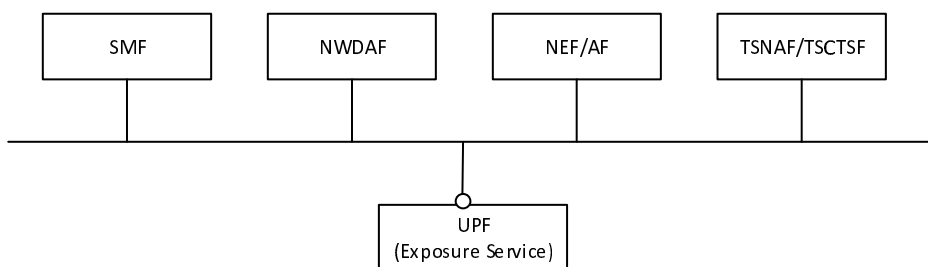 SMF
NWDAF
NEF/AF
TSNAF/TSCTSF
UPF
(Exposure Service)